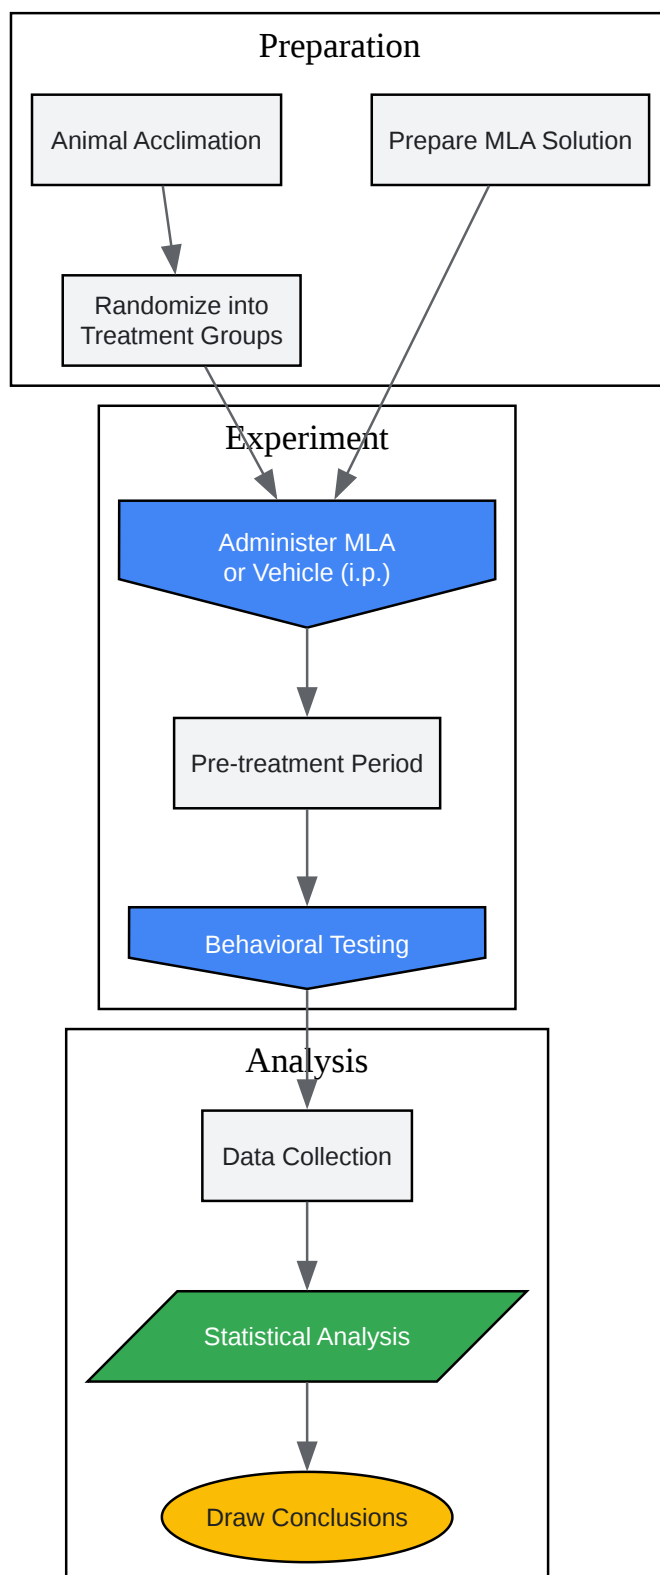 Preparation
Animal Acclimation
Prepare MLA Solution
Randomize into
Treatment Groups
Experiment
Administer MLA
or Vehicle (i.p.)
Pre-treatment Period
Behavioral Testing
Analysis
Data Collection
Statistical Analysis
Draw Conclusions